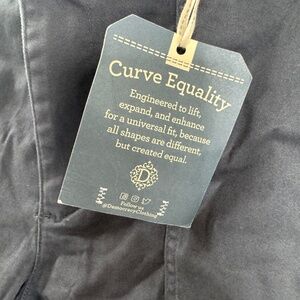 Curve Equality
Engineered to lift,
expand, and enhance
for a universal fit, because
all shapes are different,
but created equal.
D
Follow us
@DemocracyClothing